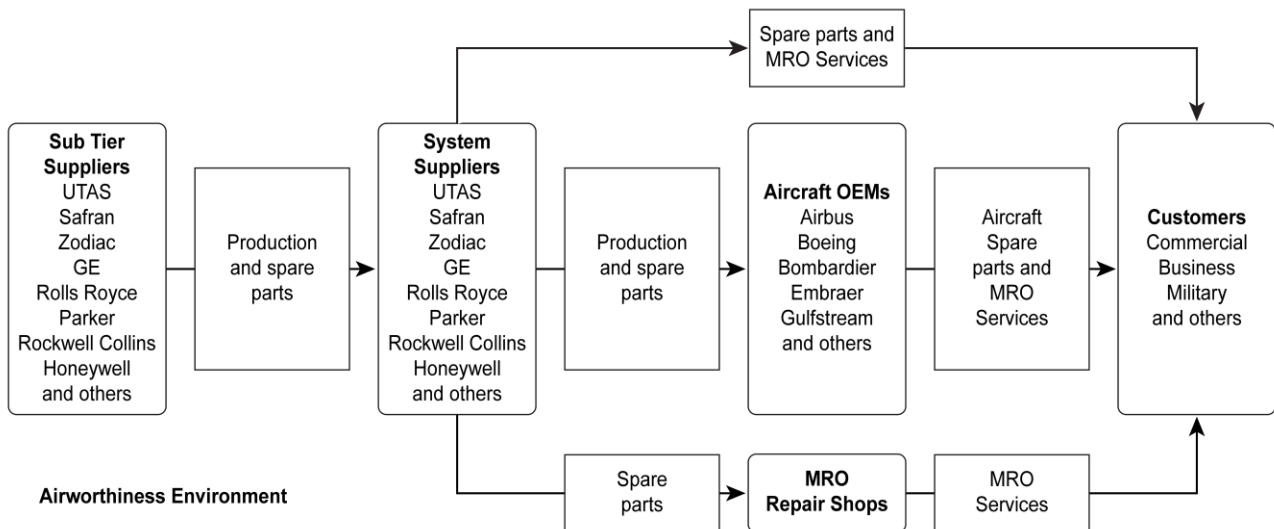 Spare parts and
MRO Services
Sub Tier
Suppliers
UTAS
Safran
Zodiac
GE
Rolls Royce
Parker
Rockwell Collins
Honeywell
and others
Production
and spare
parts
System
Suppliers
UTAS
Safran
Zodiac
GE
Rolls Royce
Parker
Rockwell Collins
Honeywell
and others
Production
and spare
parts
Aircraft OEMs
Airbus
Boeing
Bombardier
Embraer
Gulfstream
and others
Aircraft
Spare
parts and
MRO
Services
Customers
Commercial
Business
Military
and others
Airworthiness Environment
Spare
parts
MRO
Repair Shops
MRO
Services